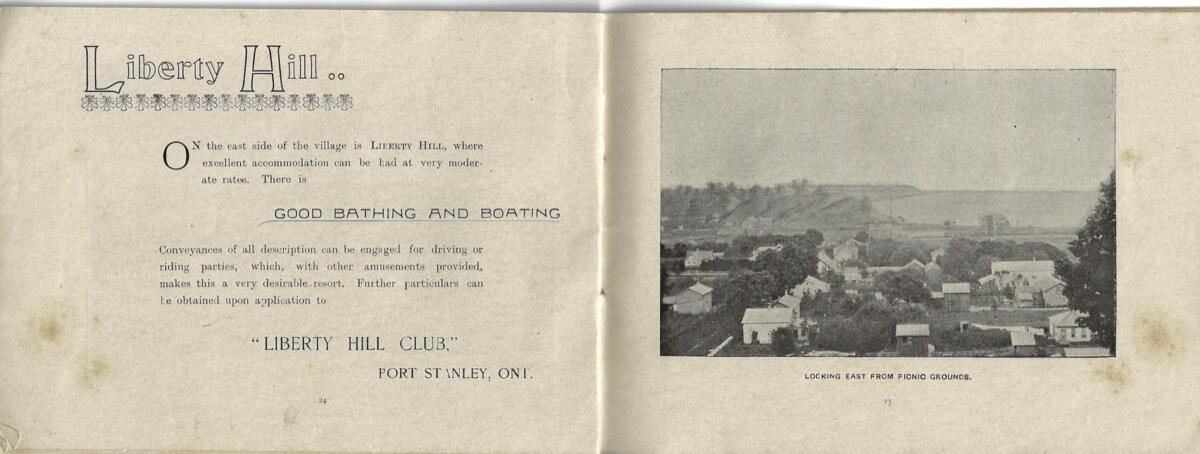 Liberty Hill..
ON the east side of the village is LIBERTY HILL, where
excellent accommodation can be had at very moder-
ate rates. There is
GOOD BATHING AND BOATING
Conveyances of all description can be engaged for driving or
riding parties, which, with other amusements provided,
makes this a very desirable resort. Further particulars can
be obtained upon application to
"LIBERTY HILL CLUB,"
PORT STANLEY, ONT.
24
LOOKING EAST FROM PICNIC GROUNDS.
25